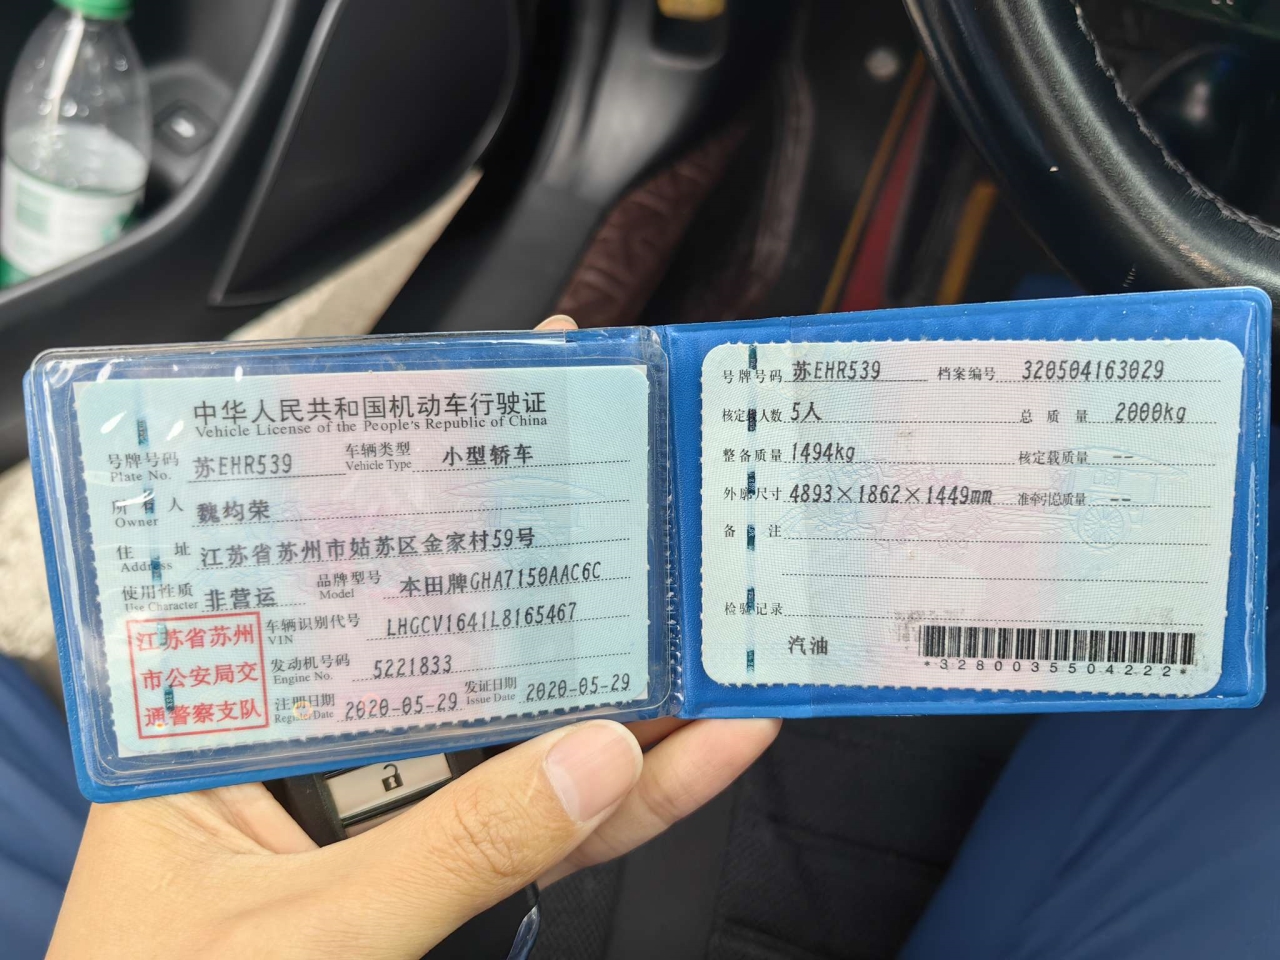 中华人民共和国机动车行驶证
Vehicle License of the People's Republic of China
号牌号码 苏EHR539 车辆类型 小型轿车
Plate No. Vehicle Type
所有人 魏均荣
Owner
住址 江苏省苏州市姑苏区金家村59号
Address
使用性质 非营运 品牌型号 本田牌GHA7150AAC6C
Use Character Model
江苏省苏州
市公安局交
通警察支队
车辆识别代号 LHGCV1641L8165467
VIN
发动机号码 5221833
Engine No.
注册日期 2020-05-29 发证日期 2020-05-29
Register Date Issue Date
号牌号码 苏EHR539 档案编号 320504163029
核定载人数 5人 总质量 2000kg
整备质量 1494kg 核定载质量 --
外廓尺寸 4893×1862×1449mm 准牵引总质量 --
备注
检验记录
汽油
*3280035504222*